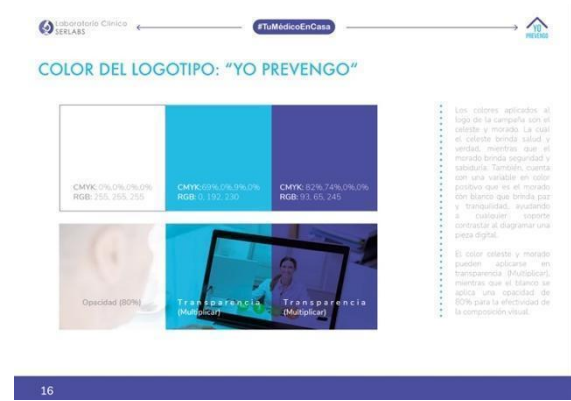 Laboratorio Clínico
SERLABS
#TuMédicoEnCasa
YO
PREVENGO
COLOR DEL LOGOTIPO: “YO PREVENGO“
CMYK: 0%,0%,0%,0%
RGB: 255, 255, 255
CMYK:69%,0%,9%,0%
RGB: 0, 192, 230
CMYK: 82%,74%,0%,0%
RGB: 93, 65, 245
Opacidad (80%)
Transparencia
(Multiplicar)
Transparencia
(Multiplicar)
Los colores aplicados al
logo de la campaña son el
celeste y morado. La cual
el celeste brinda salud y
verdad, mientras que el
morado brinda seguridad y
sabiduría. También, cuenta
con una variable en color
positivo que es el morado
con blanco que brinda paz
y tranquilidad, ayudando
a cualquier soporte
contrastar al diagramar una
pieza digital.
El color celeste y morado
pueden aplicarse en
transparencia (Multiplicar),
mientras que el blanco se
aplica una opacidad de
80% para la efectividad de
la composición visual.
16